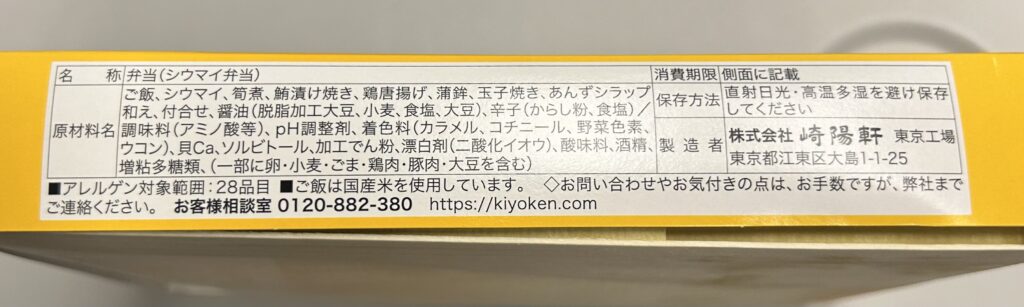 名 称 弁当(シウマイ弁当)
原材料名 ご飯、シウマイ、筍煮、鮪漬け焼き、鶏唐揚げ、蒲鉾、玉子焼き、あんずシラップ
和え、付合せ、醤油(脱脂加工大豆、小麦、食塩、大豆)、辛子(からし粉、食塩)/
調味料(アミノ酸等)、pH調整剤、着色料(カラメル、コチニール、野菜色素、
ウコン)、貝Ca、ソルビトール、加工でん粉、漂白剤(二酸化イオウ)、酸味料、酒精、
増粘多糖類、(一部に卵・小麦・ごま・鶏肉・豚肉・大豆を含む)
消費期限 側面に記載
保存方法 直射日光・高温多湿を避け保存
してください
製造者 株式会社 崎陽軒 東京工場
東京都江東区大島1-1-25
■アレルゲン対象範囲:28品目 ■ご飯は国産米を使用しています。 ◇お問い合わせやお気付きの点は、お手数ですが、弊社まで
ご連絡ください。 お客様相談室 0120-882-380 https://kiyoken.com